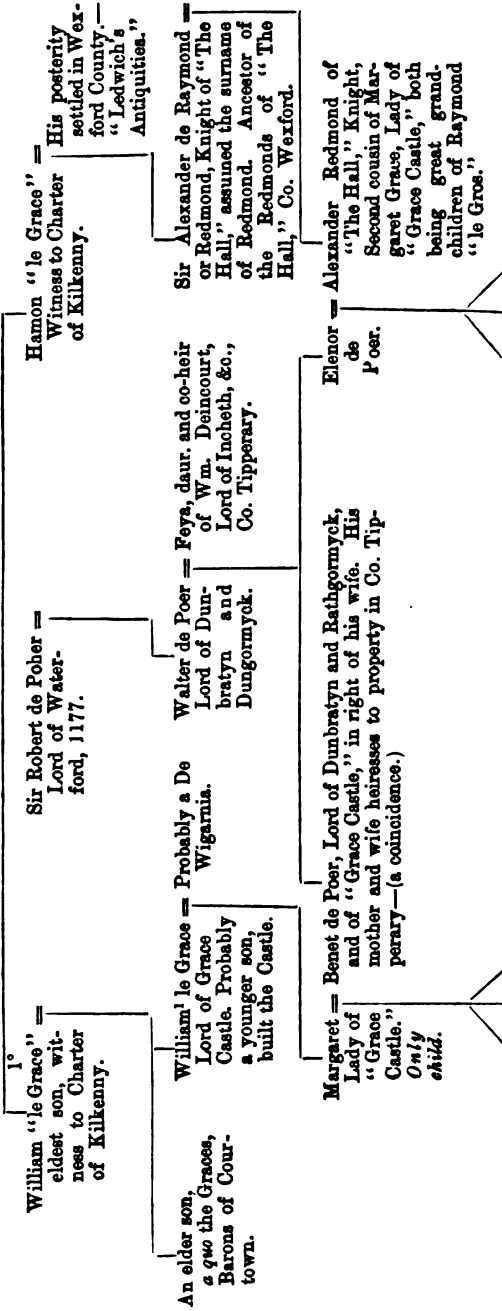 1°
William “le Grace” =
eldest son, wit-
ness to Charter
of Kilkenny.
Sir Robert de Poher
Lord of Water-
ford, 1177.
Hamon “le Grace” =
Witness to Charter
of Kilkenny.
His posterity
settled in Wex-
ford County.—
“Ledwich's
Antiquities.”
An elder son,
a quo the Graces,
Barons of Cour-
town.
William¹ le Grace =
Lord of Grace
Castle. Probably
a younger son,
built the Castle.
Probably a De
Wigarnia.
Walter de Poer =
Lord of Dun-
bratyn and
Dungormyck.
Feya, daur. and co-heir
of Wm. Deincourt,
Lord of Incheth, &c.,
Co. Tipperary.
Sir Alexander de Raymond =
or Redmond, Knight of “The
Hall,” assumed the surname
of Redmond. Ancestor of
the Redmonds of “The
Hall,” Co. Wexford.
Margaret =
Lady of
“Grace
Castle.”
Only
child.
Benet de Poer, Lord of Dunbratyn and Rathgormyck,
and of “Grace Castle,” in right of his wife. His
mother and wife heiresses to property in Co. Tip-
perary—(a coincidence.)
Elenor =
de
Poer.
Alexander Redmond of
“The Hall,” Knight,
Second cousin of Mar-
garet Grace, Lady of
“Grace Castle,” both
being great grand-
children of Raymond
“le Gros.”